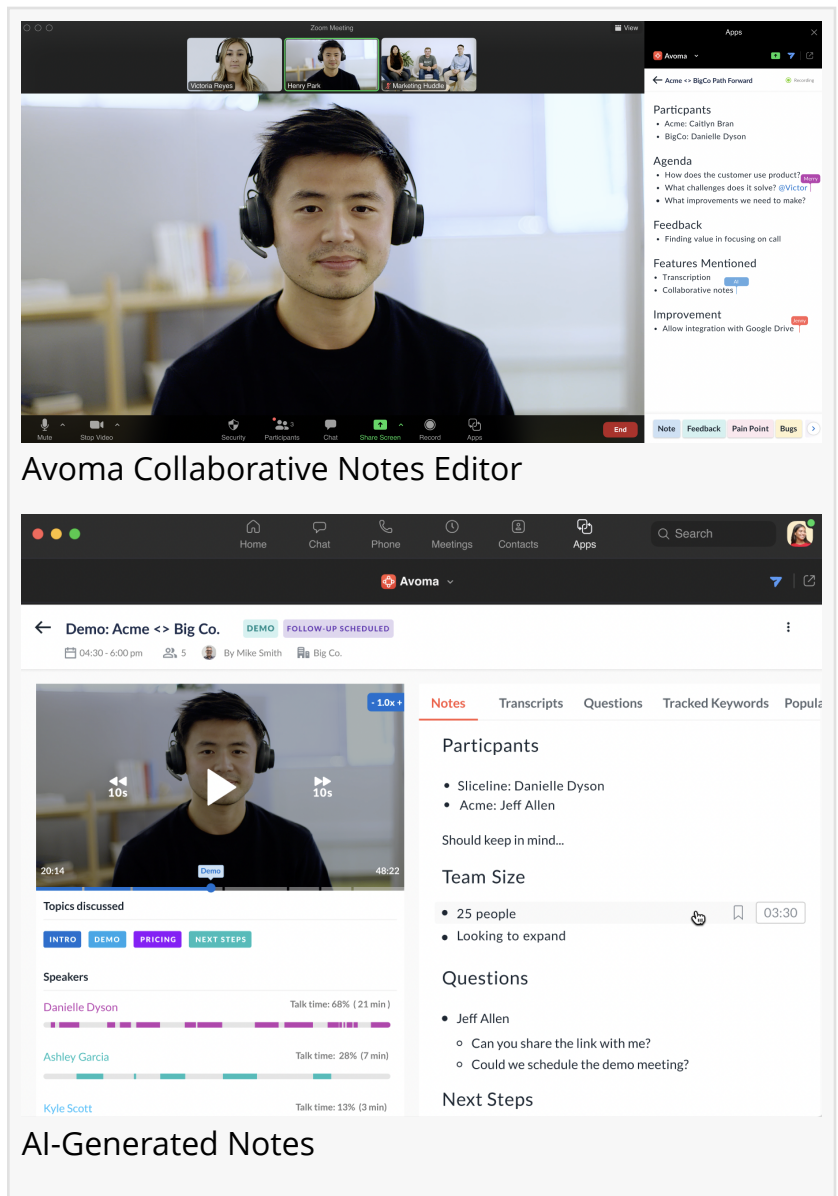 Zoom Meeting
View
Victoria Reyes
Henry Park
Marketing Huddle
Mute
Stop Video
Security
Participants
3
Chat
Share Screen
Record
Apps
End
Apps
Avoma
Acme <> BigCo Path Forward
Recording
Particpants
• Acme: Caitlyn Bran
• BigCo: Danielle Dyson
Agenda
• How does the customer use product?
Merry
• What challenges does it solve? @Victor
• What improvements we need to make?
Feedback
• Finding value in focusing on call
Features Mentioned
• Transcription
AI
• Collaborative notes
Improvement
Jenny
• Allow integration with Google Drive
Note Feedback Pain Point Bugs
Avoma Collaborative Notes Editor
Home Chat Phone Meetings Contacts Apps
Search
Avoma
Demo: Acme <> Big Co. DEMO FOLLOW-UP SCHEDULED
04:30 - 6:00 pm 5 By Mike Smith Big Co.
- 1.0x +
10s
10s
20:14
Demo
48:22
Topics discussed
INTRO DEMO PRICING NEXT STEPS
Speakers
Danielle Dyson Talk time: 68% ( 21 min )
Ashley Garcia Talk time: 28% (7 min)
Kyle Scott Talk time: 13% (3 min)
Notes Transcripts Questions Tracked Keywords Popula
Particpants
• Sliceline: Danielle Dyson
• Acme: Jeff Allen
Should keep in mind...
Team Size
• 25 people 03:30
• Looking to expand
Questions
• Jeff Allen
Can you share the link with me?
Could we schedule the demo meeting?
Next Steps
AI-Generated Notes